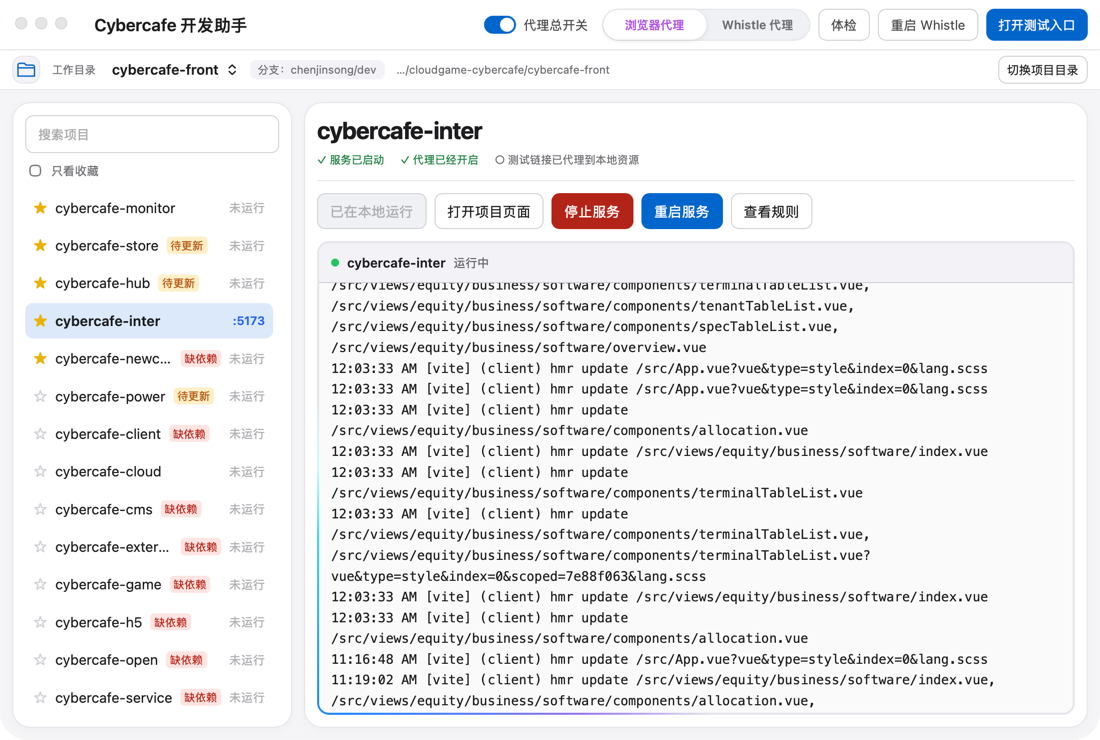 Cybercafe 开发助手
代理总开关
浏览器代理
Whistle 代理
体检
重启 Whistle
打开测试入口
工作目录
cybercafe-front
分支：chenjinsong/dev
…/cloudgame-cybercafe/cybercafe-front
切换项目目录
搜索项目
只看收藏
cybercafe-monitor 未运行
cybercafe-store 待更新 未运行
cybercafe-hub 待更新 未运行
cybercafe-inter :5173
cybercafe-newc... 缺依赖 未运行
cybercafe-power 待更新 未运行
cybercafe-client 缺依赖 未运行
cybercafe-cloud 未运行
cybercafe-cms 缺依赖 未运行
cybercafe-exter... 缺依赖 未运行
cybercafe-game 缺依赖 未运行
cybercafe-h5 缺依赖 未运行
cybercafe-open 缺依赖 未运行
cybercafe-service 缺依赖 未运行
cybercafe-inter
✓ 服务已启动 ✓ 代理已经开启 测试链接已代理到本地资源
已在本地运行 打开项目页面 停止服务 重启服务 查看规则
cybercafe-inter 运行中
/src/views/equity/business/software/components/terminalTableList.vue,
/src/views/equity/business/software/components/tenantTableList.vue,
/src/views/equity/business/software/components/specTableList.vue,
/src/views/equity/business/software/overview.vue
12:03:33 AM [vite] (client) hmr update /src/App.vue?vue&type=style&index=0&lang.scss
12:03:33 AM [vite] (client) hmr update /src/App.vue?vue&type=style&index=0&lang.scss
12:03:33 AM [vite] (client) hmr update
/src/views/equity/business/software/components/allocation.vue
12:03:33 AM [vite] (client) hmr update /src/views/equity/business/software/index.vue
12:03:33 AM [vite] (client) hmr update
/src/views/equity/business/software/components/terminalTableList.vue
12:03:33 AM [vite] (client) hmr update
/src/views/equity/business/software/components/terminalTableList.vue,
/src/views/equity/business/software/components/terminalTableList.vue?
vue&type=style&index=0&scoped=7e88f063&lang.scss
12:03:33 AM [vite] (client) hmr update /src/views/equity/business/software/index.vue
12:03:33 AM [vite] (client) hmr update
/src/views/equity/business/software/components/allocation.vue
11:16:48 AM [vite] (client) hmr update /src/App.vue?vue&type=style&index=0&lang.scss
11:19:02 AM [vite] (client) hmr update /src/views/equity/business/software/index.vue,
/src/views/equity/business/software/components/allocation.vue,